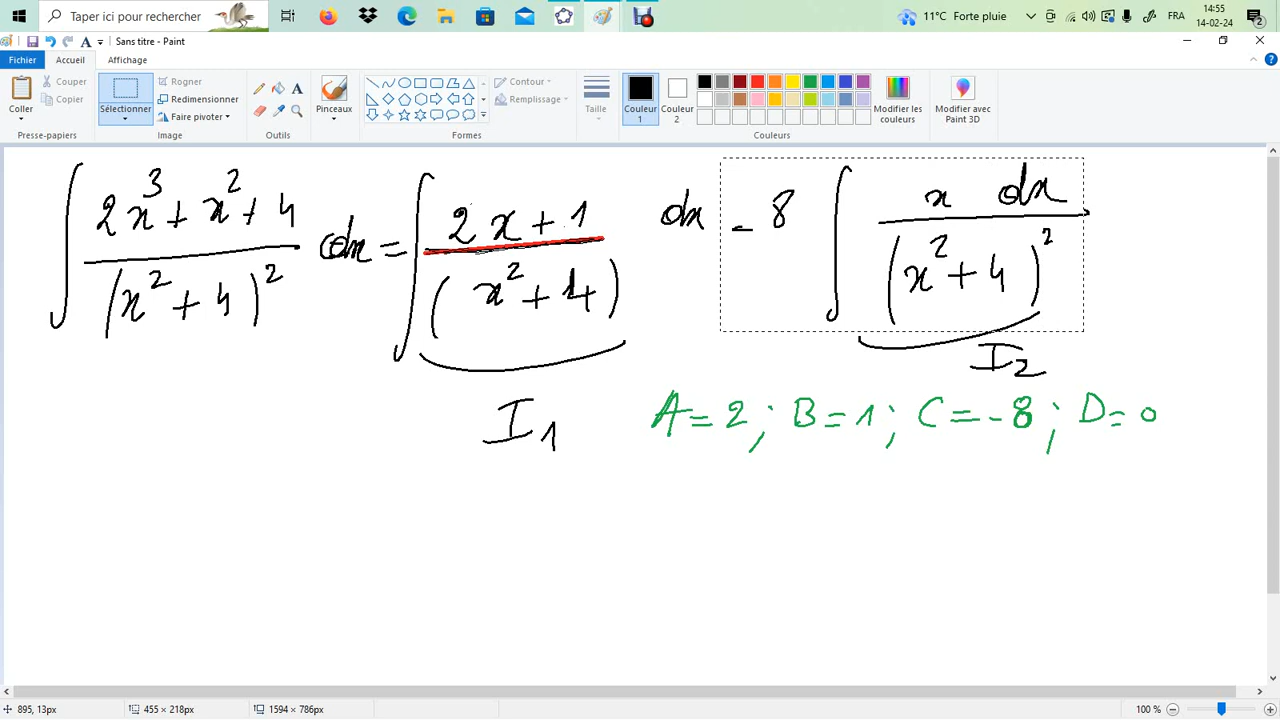 Taper ici pour rechercher
11°C Forte pluie
FRA
14:55
14-02-24
2
Sans titre - Paint
Fichier Accueil Affichage
Coller
Couper
Copier
Presse-papiers
Sélectionner
Rogner
Redimensionner
Faire pivoter
Image
A
Outils
Pinceaux
Contour
Remplissage
Formes
Taille
Couleur 1
Couleur 2
Modifier les couleurs
Couleurs
Modifier avec Paint 3D
∫ (2x³ + x² + 4)/(x² + 4)² dx = ∫ (2x + 1)/(x² + 4) dx - 8 ∫ x dx/(x² + 4)²
I₁
I₂
A = 2 ; B = 1 ; C = -8 ; D = 0
895, 13px
455 × 218px
1594 × 786px
100 %